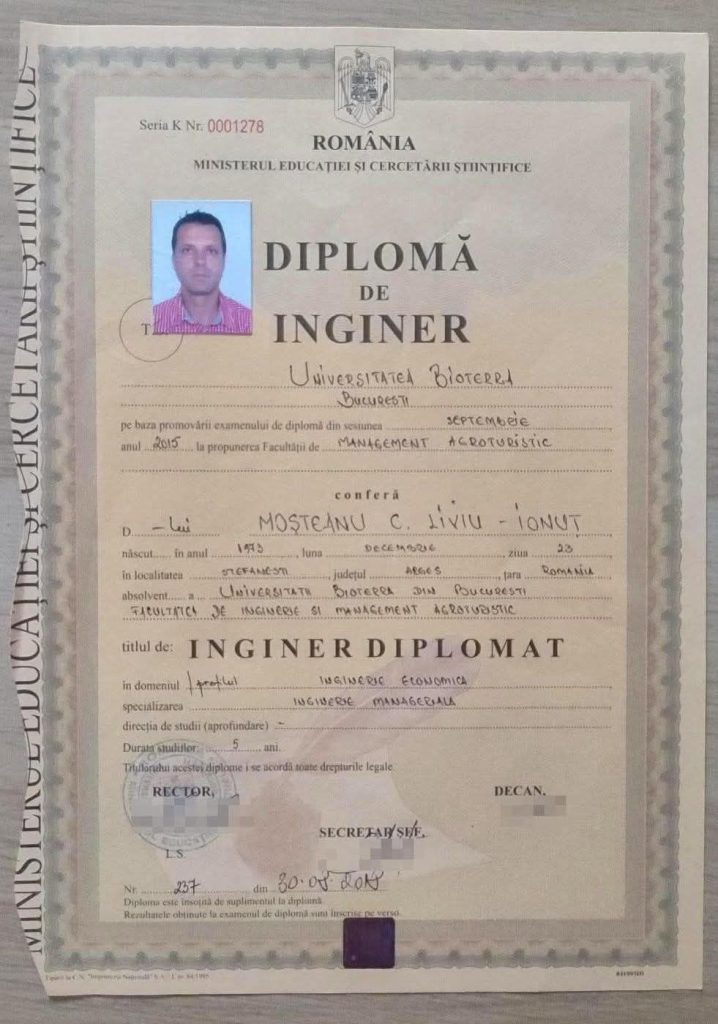 MINISTERUL EDUCAȚIEI ȘI CERCETĂRII ȘTIINȚIFICE
Seria K Nr. 0001278
ROMÂNIA
MINISTERUL EDUCAȚIEI ȘI CERCETĂRII ȘTIINȚIFICE
DIPLOMĂ
DE
INGINER
T
UNIVERSITATEA BIOTERRA
BUCURESTI
pe baza promovării examenului de diplomă din sesiunea SEPTEMBRIE
anul 2015 la propunerea Facultății de MANAGEMENT AGROTURISTIC
conferă
D -lui MOȘTEANU C. LIVIU - IONUȚ
născut în anul 1973, luna DECEMBRIE, ziua 23
în localitatea STEFANESTI, județul ARGES, țara ROMANIA
absolvent a UNIVERSITATII BIOTERRA DIN BUCURESTI
FACULTATEA DE INGINERIE SI MANAGEMENT AGROTURISTIC
titlul de: INGINER DIPLOMAT
în domeniul / profilul INGINERIE ECONOMICA
specializarea INGINERIE MANAGERIALA
direcția de studii (aprofundare) -
Durata studiilor 5 ani.
Titularului acestei diplome i se acordă toate drepturile legale.
RECTOR,
DECAN,
SECRETAR ȘEF,
L.S.
Nr. 237 din
Diploma este însoțită de suplimentul la diplomă.
Rezultatele obținute la examenul de diplomă sunt înscrise pe verso.